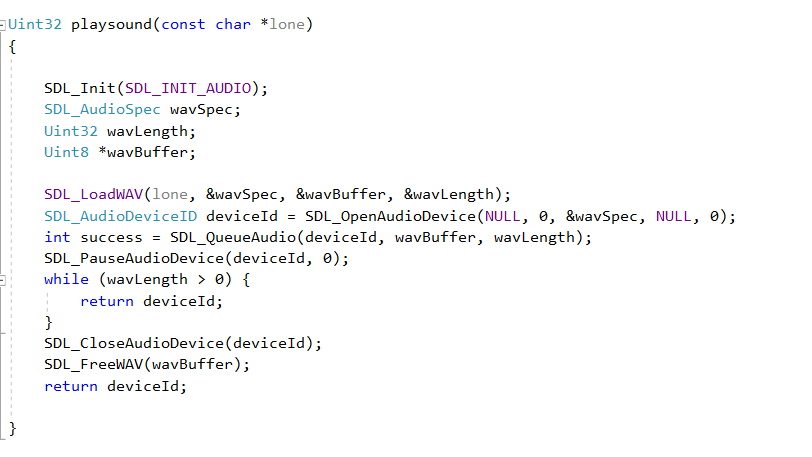 Uint32 playsound(const char *lone)
{
SDL_Init(SDL_INIT_AUDIO);
SDL_AudioSpec wavSpec;
Uint32 wavLength;
Uint8 *wavBuffer;
SDL_LoadWAV(lone, &wavSpec, &wavBuffer, &wavLength);
SDL_AudioDeviceID deviceId = SDL_OpenAudioDevice(NULL, 0, &wavSpec, NULL, 0);
int success = SDL_QueueAudio(deviceId, wavBuffer, wavLength);
SDL_PauseAudioDevice(deviceId, 0);
while (wavLength > 0) {
return deviceId;
}
SDL_CloseAudioDevice(deviceId);
SDL_FreeWAV(wavBuffer);
return deviceId;
}